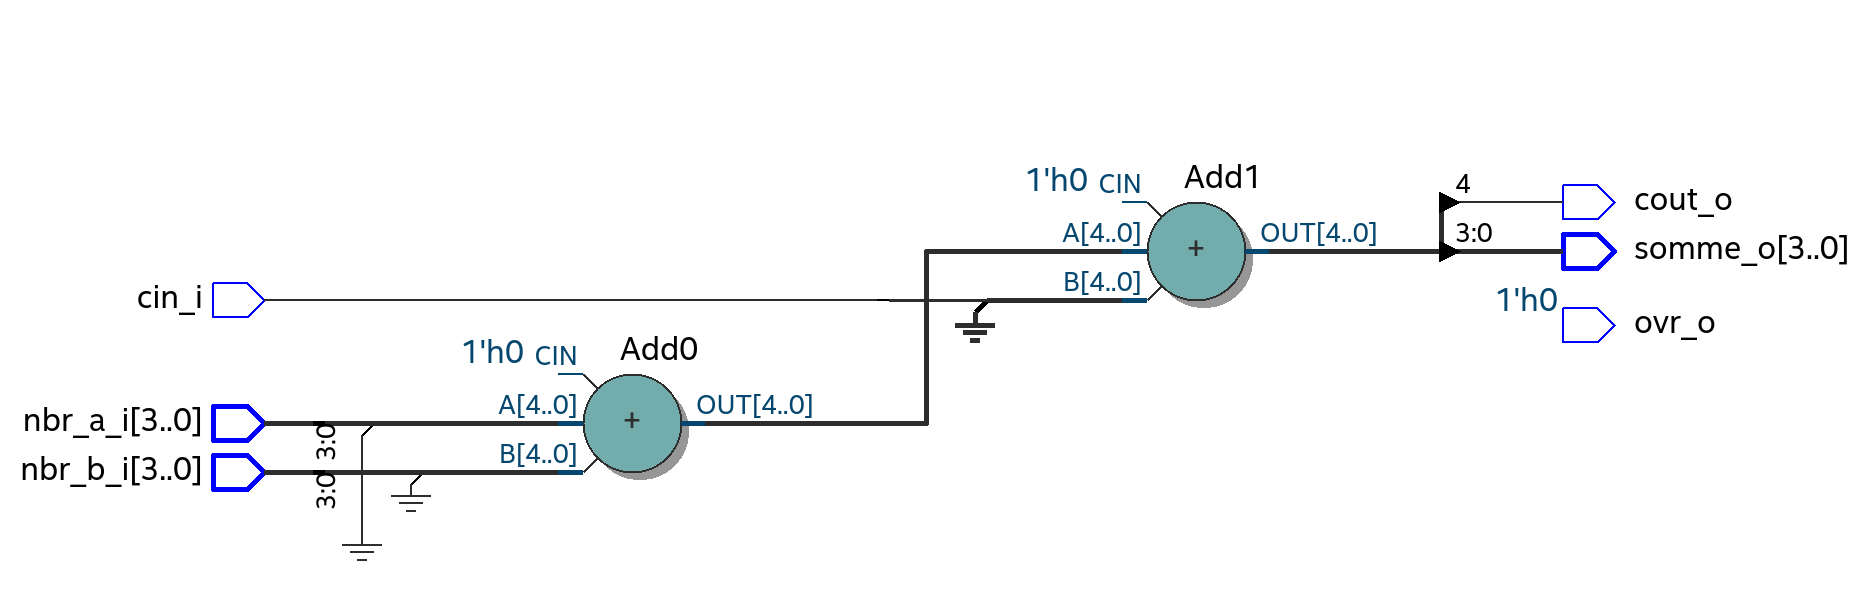 Add1
1'h0 CIN
A[4..0]
B[4..0]
+
OUT[4..0]
4
3:0
cout_o
somme_o[3..0]
1'h0
ovr_o
cin_i
Add0
1'h0 CIN
A[4..0]
B[4..0]
+
OUT[4..0]
nbr_a_i[3..0]
3:0
nbr_b_i[3..0]
3:0